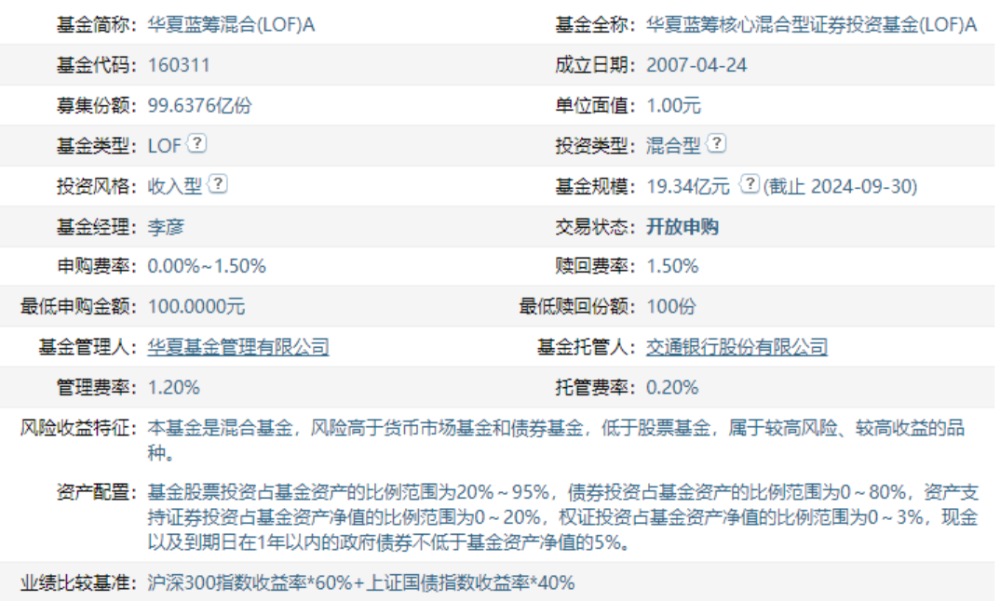 基金简称：华夏蓝筹混合(LOF)A 基金全称：华夏蓝筹核心混合型证券投资基金(LOF)A
基金代码：160311 成立日期：2007-04-24
募集份额：99.6376亿份 单位面值：1.00元
基金类型：LOF ? 投资类型：混合型 ?
投资风格：收入型 ? 基金规模：19.34亿元 ? (截止 2024-09-30)
基金经理：李彦 交易状态：开放申购
申购费率：0.00%~1.50% 赎回费率：1.50%
最低申购金额：100.0000元 最低赎回份额：100份
基金管理人：华夏基金管理有限公司 基金托管人：交通银行股份有限公司
管理费率：1.20% 托管费率：0.20%
风险收益特征：本基金是混合基金，风险高于货币市场基金和债券基金，低于股票基金，属于较高风险、较高收益的品
种。
资产配置：基金股票投资占基金资产的比例范围为20%～95%，债券投资占基金资产的比例范围为0～80%，资产支
持证券投资占基金资产净值的比例范围为0～20%，权证投资占基金资产净值的比例范围为0～3%，现金
以及到期日在1年以内的政府债券不低于基金资产净值的5%。
业绩比较基准：沪深300指数收益率*60%+上证国债指数收益率*40%